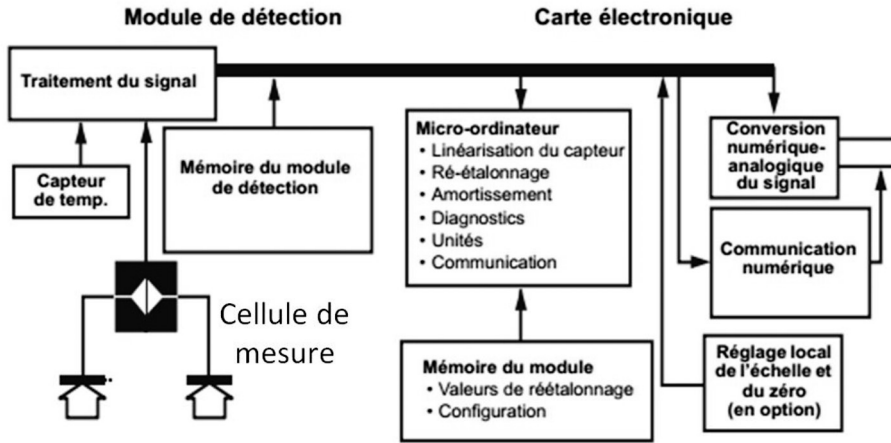 Module de détection
Carte électronique
Traitement du signal
Capteur
de temp.
Mémoire du module
de détection
Cellule de
mesure
Micro-ordinateur
• Linéarisation du capteur
• Ré-étalonnage
• Amortissement
• Diagnostics
• Unités
• Communication
Mémoire du module
• Valeurs de réétalonnage
• Configuration
Conversion
numérique-
analogique
du signal
Communication
numérique
Réglage local
de l'échelle et
du zéro
(en option)